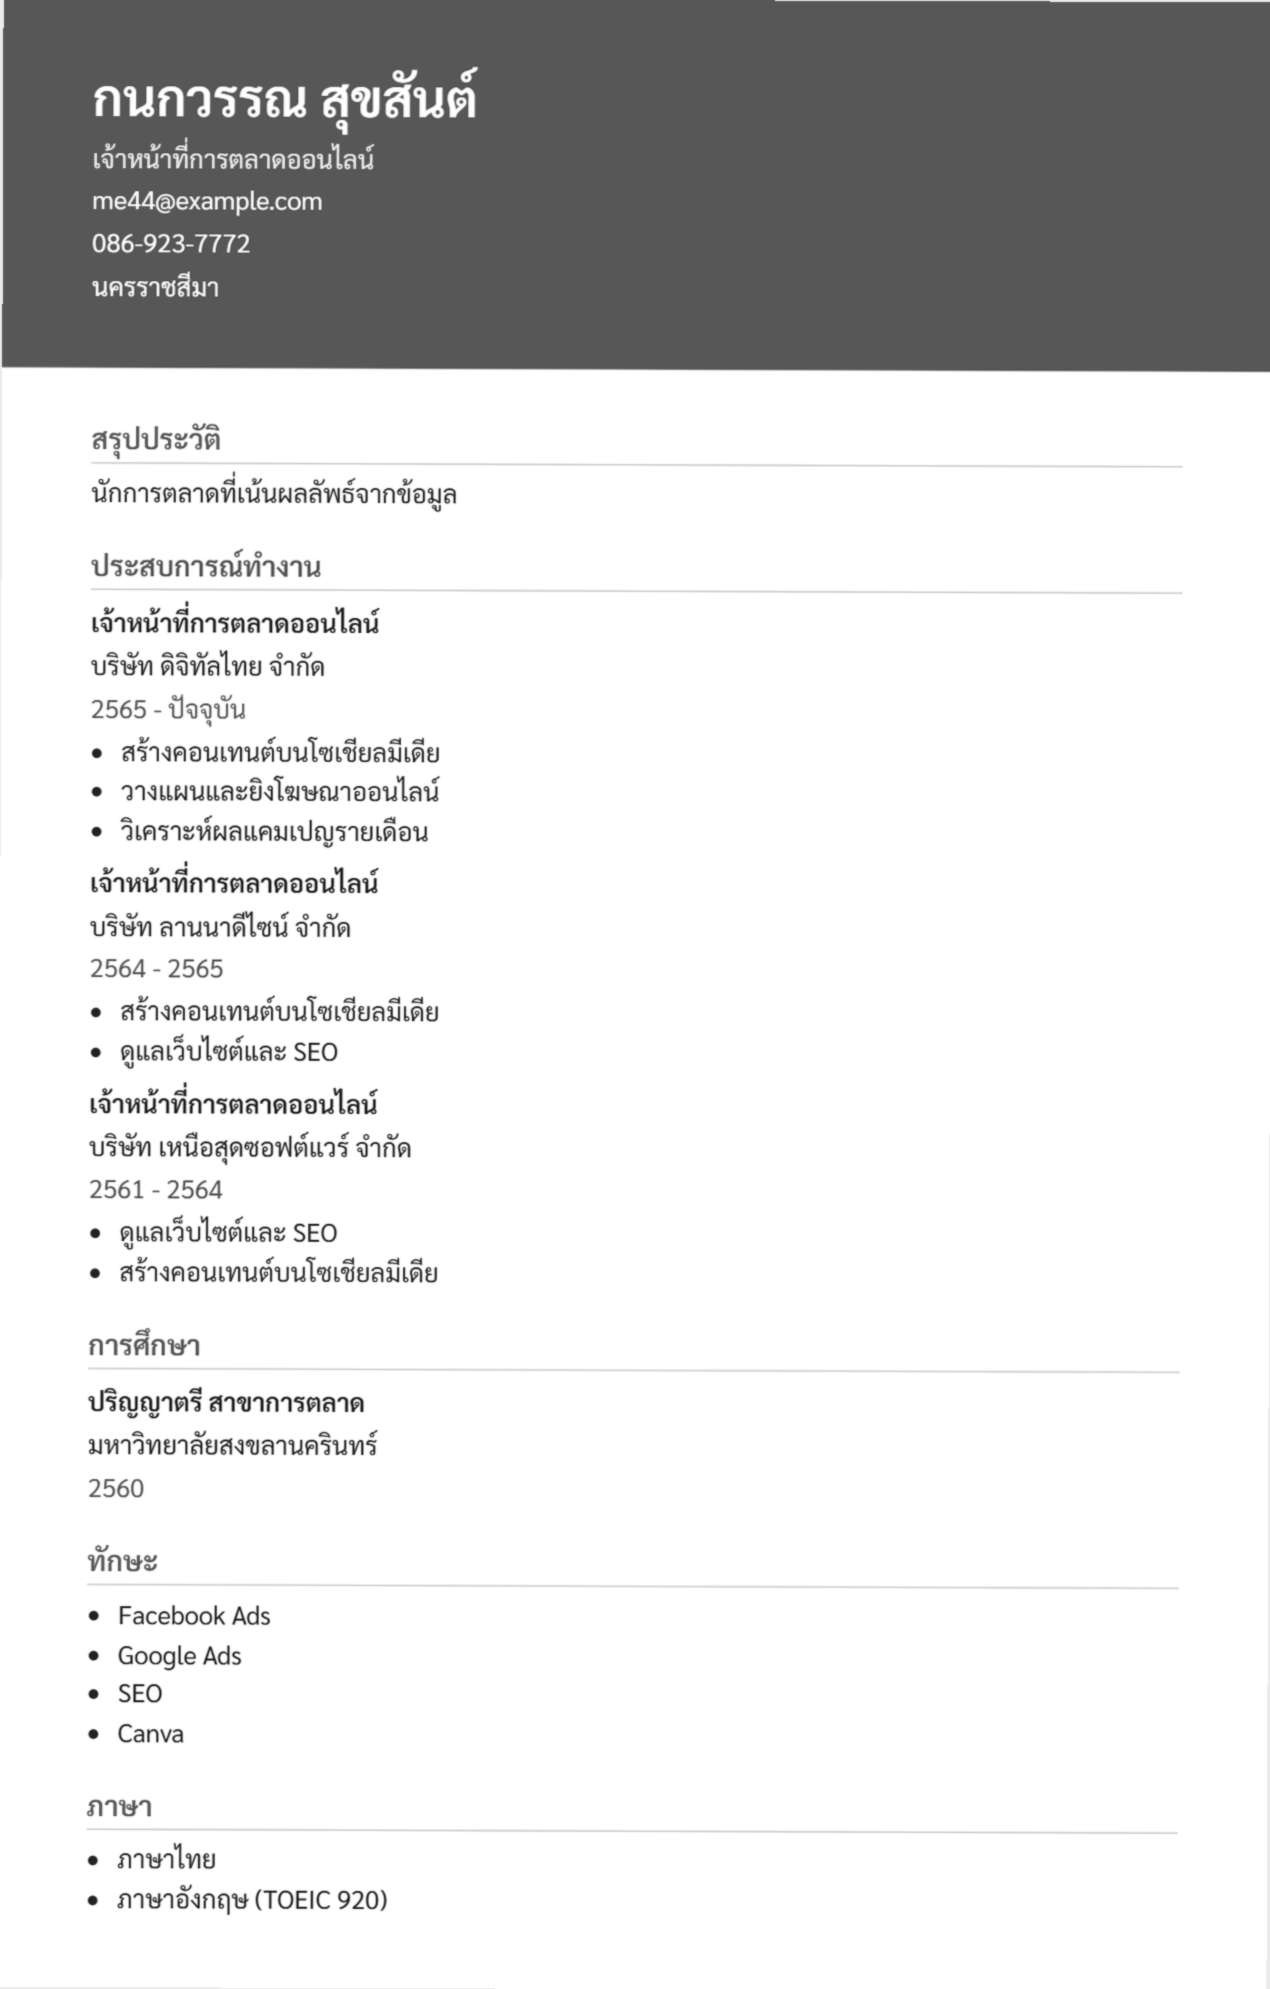 กนกวรรณ สุขสันต์
เจ้าหน้าที่การตลาดออนไลน์
me44@example.com
086-923-7772
นครราชสีมา
สรุปประวัติ
นักการตลาดที่เน้นผลลัพธ์จากข้อมูล
ประสบการณ์ทำงาน
เจ้าหน้าที่การตลาดออนไลน์
บริษัท ดิจิทัลไทย จำกัด
2565 - ปัจจุบัน
• สร้างคอนเทนต์บนโซเชียลมีเดีย
• วางแผนและยิงโฆษณาออนไลน์
• วิเคราะห์ผลแคมเปญรายเดือน
เจ้าหน้าที่การตลาดออนไลน์
บริษัท ลานนาดีไซน์ จำกัด
2564 - 2565
• สร้างคอนเทนต์บนโซเชียลมีเดีย
• ดูแลเว็บไซต์และ SEO
เจ้าหน้าที่การตลาดออนไลน์
บริษัท เหนือสุดซอฟต์แวร์ จำกัด
2561 - 2564
• ดูแลเว็บไซต์และ SEO
• สร้างคอนเทนต์บนโซเชียลมีเดีย
การศึกษา
ปริญญาตรี สาขาการตลาด
มหาวิทยาลัยสงขลานครินทร์
2560
ทักษะ
• Facebook Ads
• Google Ads
• SEO
• Canva
ภาษา
• ภาษาไทย
• ภาษาอังกฤษ (TOEIC 920)